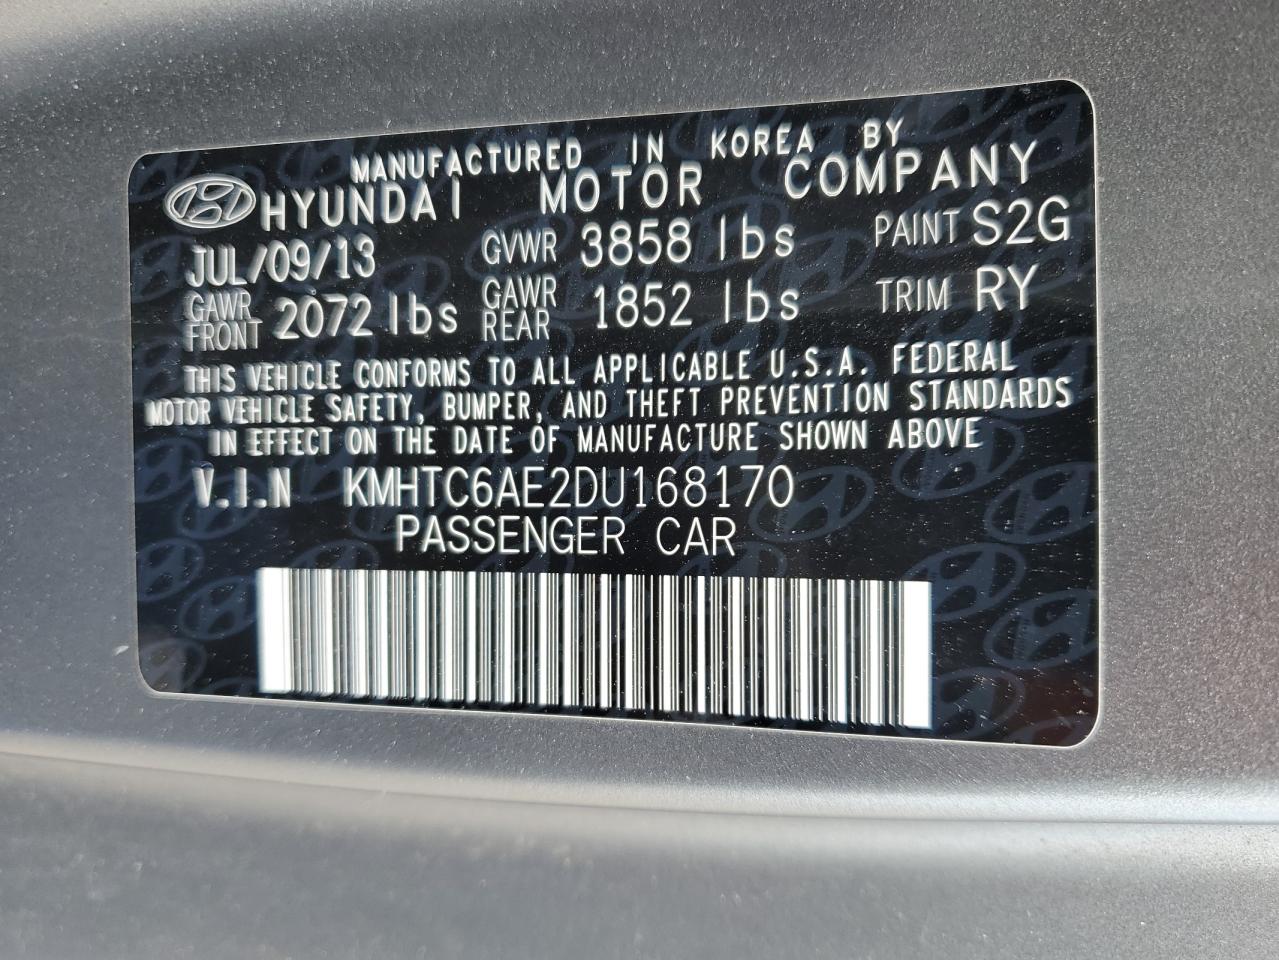 MANUFACTURED IN KOREA BY
HYUNDAI MOTOR COMPANY
JUL/09/13 GVWR 3858 lbs PAINT S2G
GAWR FRONT 2072 lbs GAWR REAR 1852 lbs TRIM RY
THIS VEHICLE CONFORMS TO ALL APPLICABLE U.S.A. FEDERAL
MOTOR VEHICLE SAFETY, BUMPER, AND THEFT PREVENTION STANDARDS
IN EFFECT ON THE DATE OF MANUFACTURE SHOWN ABOVE
V.I.N KMHTC6AE2DU168170
PASSENGER CAR